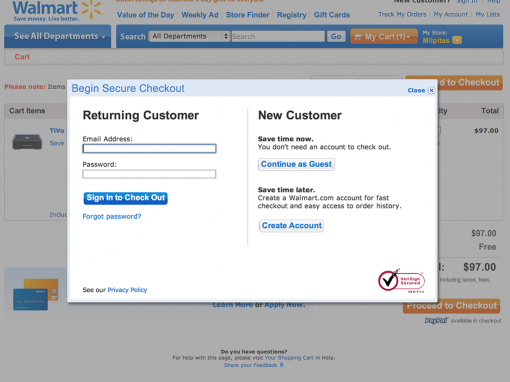 New Customer? Sign In | Help
Walmart
Save money. Live better.
Value of the Day Weekly Ad Store Finder Registry Gift Cards
Track My Orders | My Account | My Lists
See All Departments
Search All Departments Go
My Cart (1)
My Store:
Milpitas
Cart
Please note: Items
d to Checkout
Cart Items
ity Total
TiVo
Save
$97.00
Begin Secure Checkout
Close
Returning Customer
Email Address:
Password:
Sign In to Check Out
Forgot password?
New Customer
Save time now.
You don't need an account to check out.
Continue as Guest
Save time later.
Create a Walmart.com account for fast
checkout and easy access to order history.
Create Account
See our Privacy Policy
VeriSign
Secured
VERIFY
Includ
$97.00
Free
l: $97.00
including taxes, fees.
Learn More or Apply Now.
Proceed to Checkout
PayPal available in checkout
Do you have questions?
For help with this page, please visit Your Shopping Cart in Help.
Share your Feedback